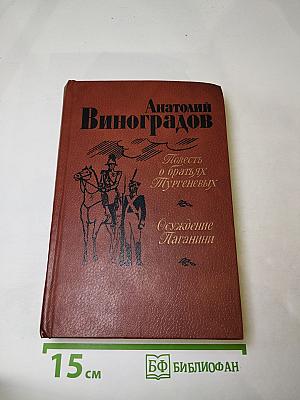 Анатолий
Виноградов
Повесть
о братьях
Тургеневых
Осуждение
Паганини
15 см
БФ БИБЛИОФАН